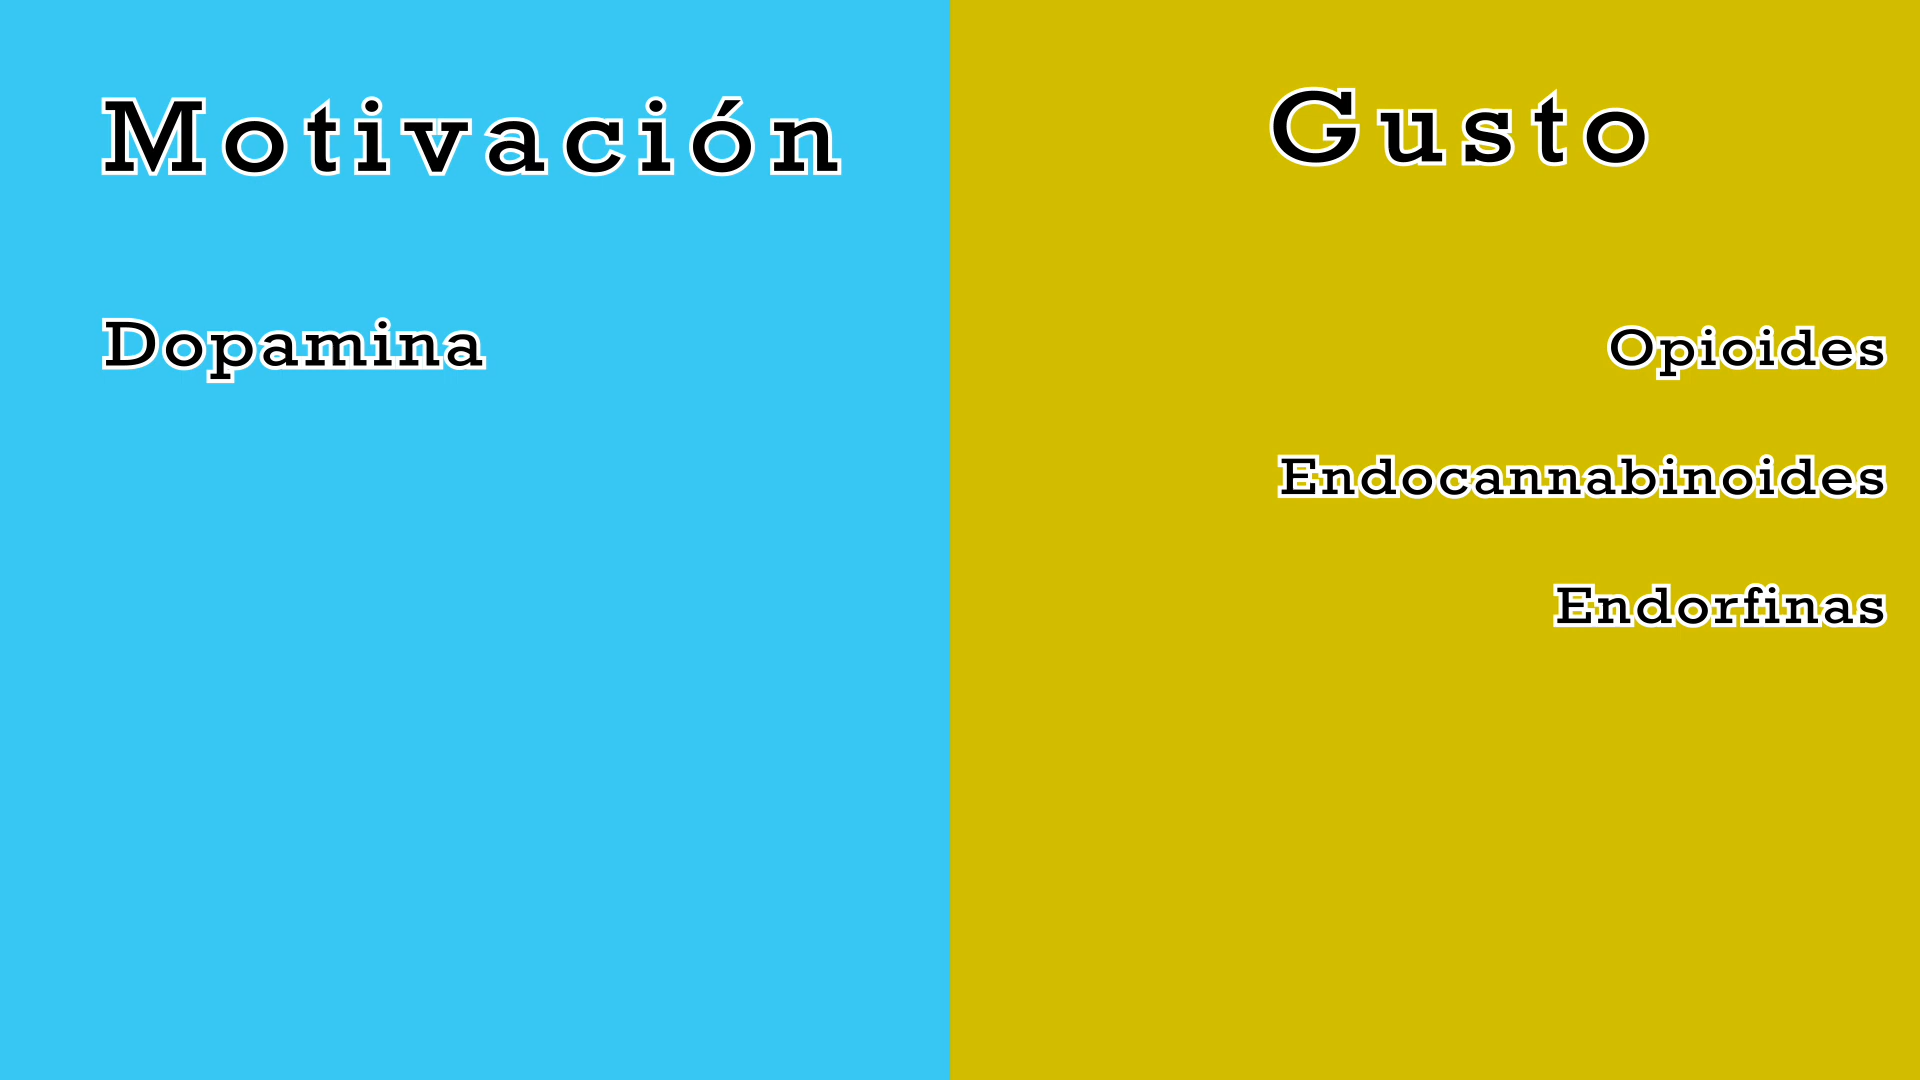 Motivación
Dopamina
Gusto
Opioides
Endocannabinoides
Endorfinas